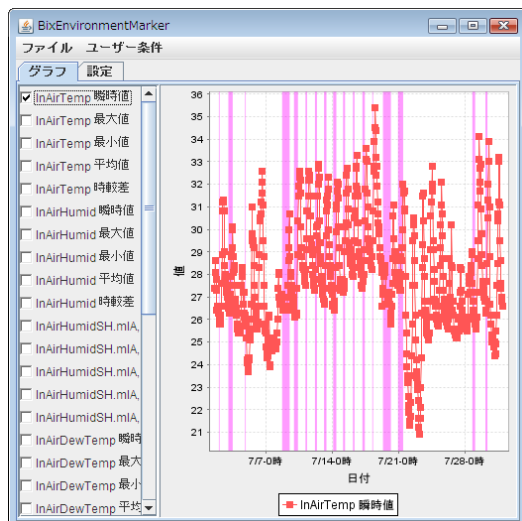 BixEnvironmentMarker
ファイル ユーザー条件
グラフ 設定
InAirTemp 瞬時値
InAirTemp 最大値
InAirTemp 最小値
InAirTemp 平均値
InAirTemp 時較差
InAirHumid 瞬時値
InAirHumid 最大値
InAirHumid 最小値
InAirHumid 平均値
InAirHumid 時較差
InAirHumidSH.mIA,
InAirHumidSH.mIA,
InAirHumidSH.mIA,
InAirHumidSH.mIA,
InAirHumidSH.mIA,
InAirDewTemp 瞬時
InAirDewTemp 最大
InAirDewTemp 最小
InAirDewTemp 平均
36
35
34
33
32
31
30
29
28
27
26
25
24
23
22
21
値
7/7-0時 7/14-0時 7/21-0時 7/28-0時
日付
InAirTemp 瞬時値